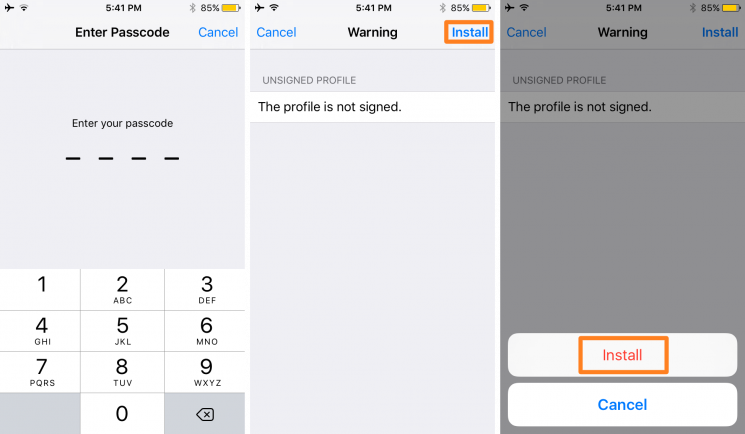 5:41 PM 85%
Enter Passcode Cancel
Enter your passcode
1 2 ABC 3 DEF
4 GHI 5 JKL 6 MNO
7 PQRS 8 TUV 9 WXYZ
0
5:41 PM 85%
Cancel Warning Install
UNSIGNED PROFILE
The profile is not signed.
5:41 PM 85%
Cancel Warning Install
UNSIGNED PROFILE
The profile is not signed.
Install
Cancel